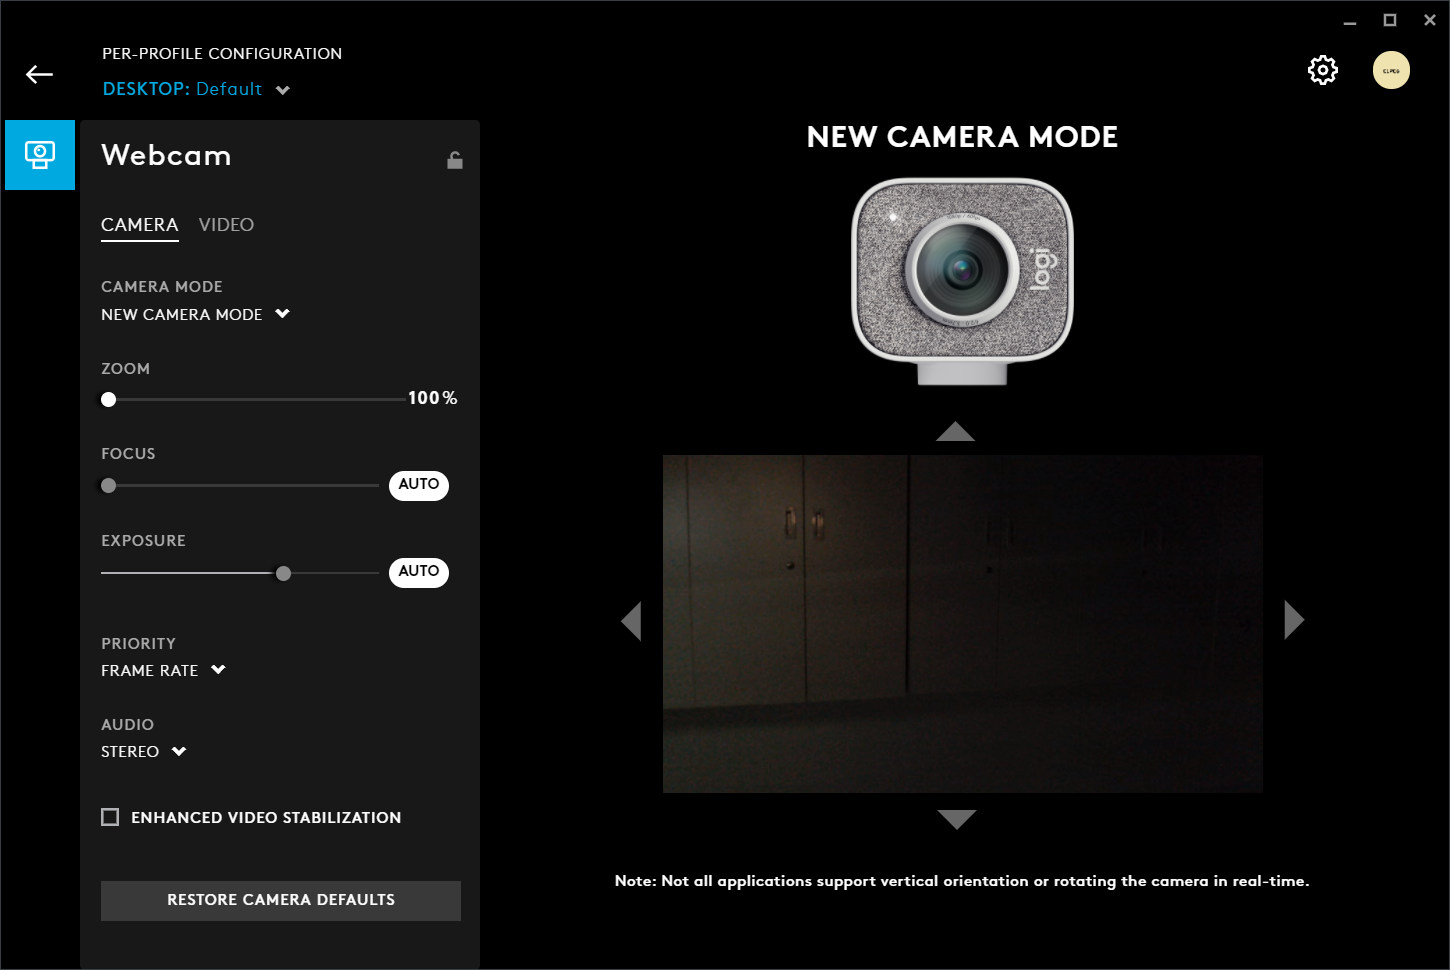 PER-PROFILE CONFIGURATION
DESKTOP: Default
Webcam
CAMERA VIDEO
CAMERA MODE
NEW CAMERA MODE
ZOOM
100%
FOCUS
AUTO
EXPOSURE
AUTO
PRIORITY
FRAME RATE
AUDIO
STEREO
ENHANCED VIDEO STABILIZATION
RESTORE CAMERA DEFAULTS
NEW CAMERA MODE
logi
Note: Not all applications support vertical orientation or rotating the camera in real-time.